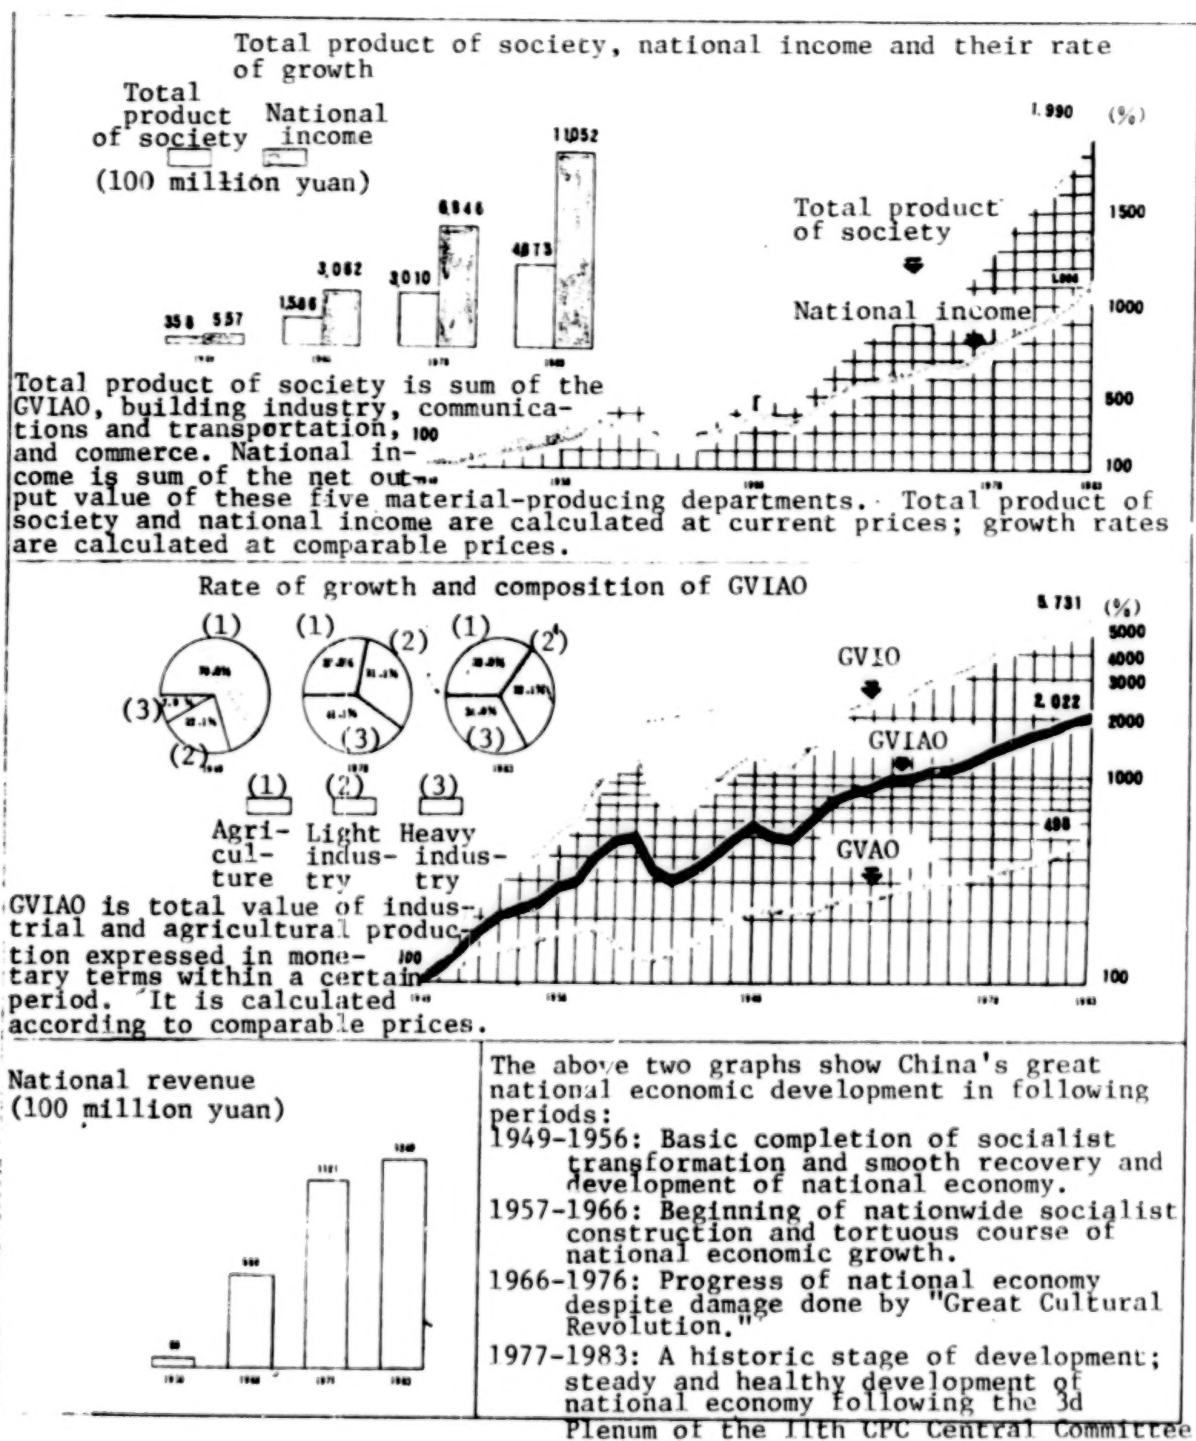 Total product of society, national income and their rate
of growth
Total
product
of society
National
income
(100 million yuan)
358 557
3,062
3,010
6,846
11,052
1.990 (%)
Total product
of society
National income
1500
1000
500
100
100
1978
Total product of society is sum of the
GVIAO, building industry, communica-
tions and transportation,
and commerce. National in-
come is sum of the net out-
put value of these five material-producing departments. Total product of
society and national income are calculated at current prices; growth rates
are calculated at comparable prices.
Rate of growth and composition of GVIAO
(1)
(3)
(2)
(1)
(2)
(3)
1978
(1)
(2)
(3)
1983
(1) (2) (3)
Agri-
cul-
ture
Light
indus-
try
Heavy
indus-
try
5.731 (%)
5000
4000
3000
2000
1000
100
GVIO
2.022
GVIAO
GVAO
100
1978 1983
GVIAO is total value of indus-
trial and agricultural produc-
tion expressed in mone-
tary terms within a certain
period. It is calculated
according to comparable prices.
National revenue
(100 million yuan)
The above two graphs show China's great
national economic development in following
periods:
1949-1956: Basic completion of socialist
transformation and smooth recovery and
development of national economy.
1957-1966: Beginning of nationwide socialist
construction and tortuous course of
national economic growth.
1966-1976: Progress of national economy
despite damage done by "Great Cultural
Revolution."
1977-1983: A historic stage of development;
steady and healthy development of
national economy following the 3d
Plenum of the 11th CPC Central Committee